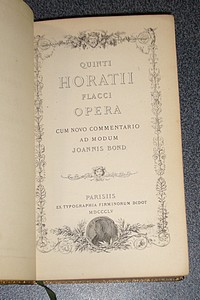 QUINTI
HORATII
FLACCI
OPERA
CUM NOVO COMMENTARIO
AD MODUM
JOANNIS BOND
PARISIIS
EX TYPOGRAPHIA FIRMINORUM DIDOT
MDCCCLV